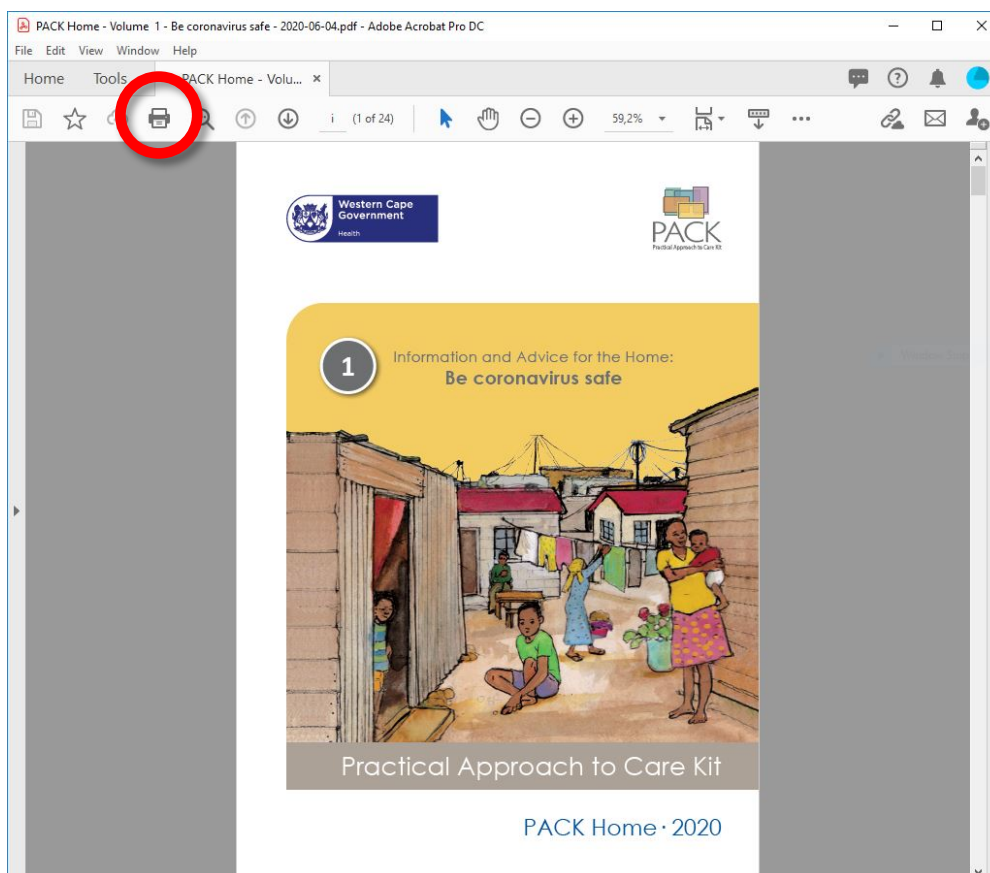 PACK Home - Volume 1 - Be coronavirus safe - 2020-06-04.pdf - Adobe Acrobat Pro DC
File Edit View Window Help
Home Tools PACK Home - Volu... ×
i (1 of 24) 59,2%
Western Cape
Government
Health
PACK
Practical Approach to Care Kit
1
Information and Advice for the Home:
Be coronavirus safe
Practical Approach to Care Kit
PACK Home · 2020